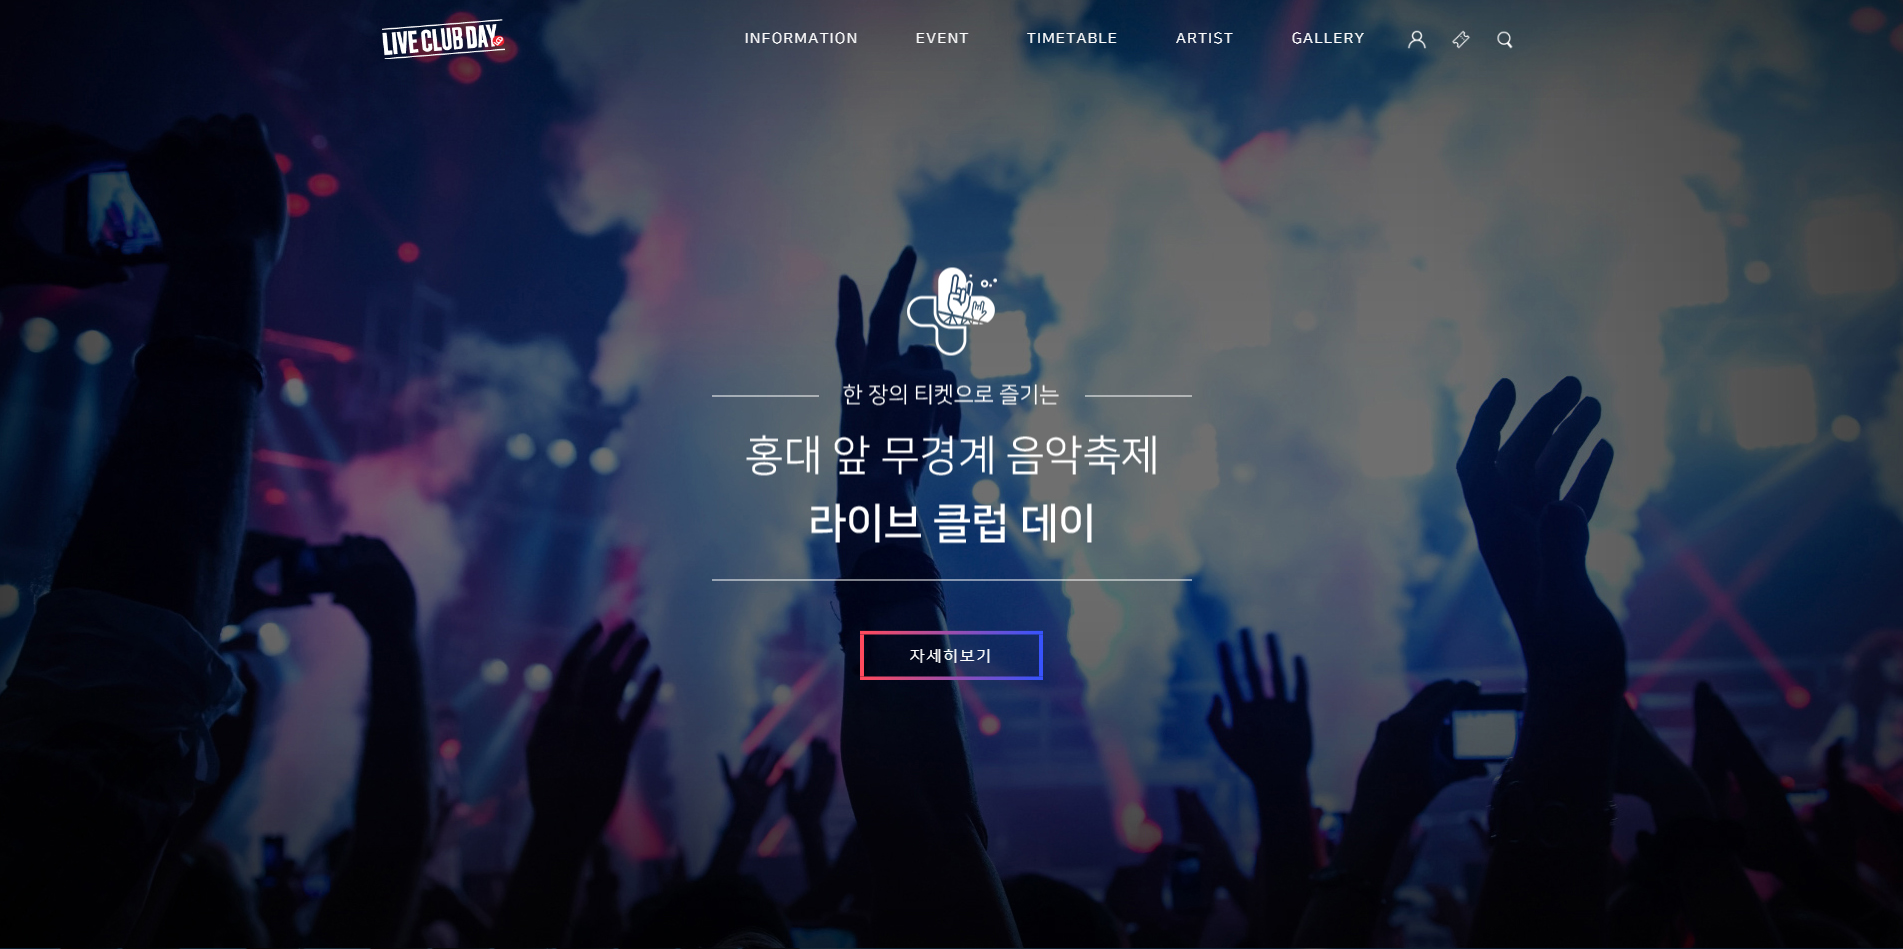 LIVE CLUB DAY
INFORMATION
EVENT
TIMETABLE
ARTIST
GALLERY
한 장의 티켓으로 즐기는
홍대 앞 무경계 음악축제
라이브 클럽 데이
자세히보기